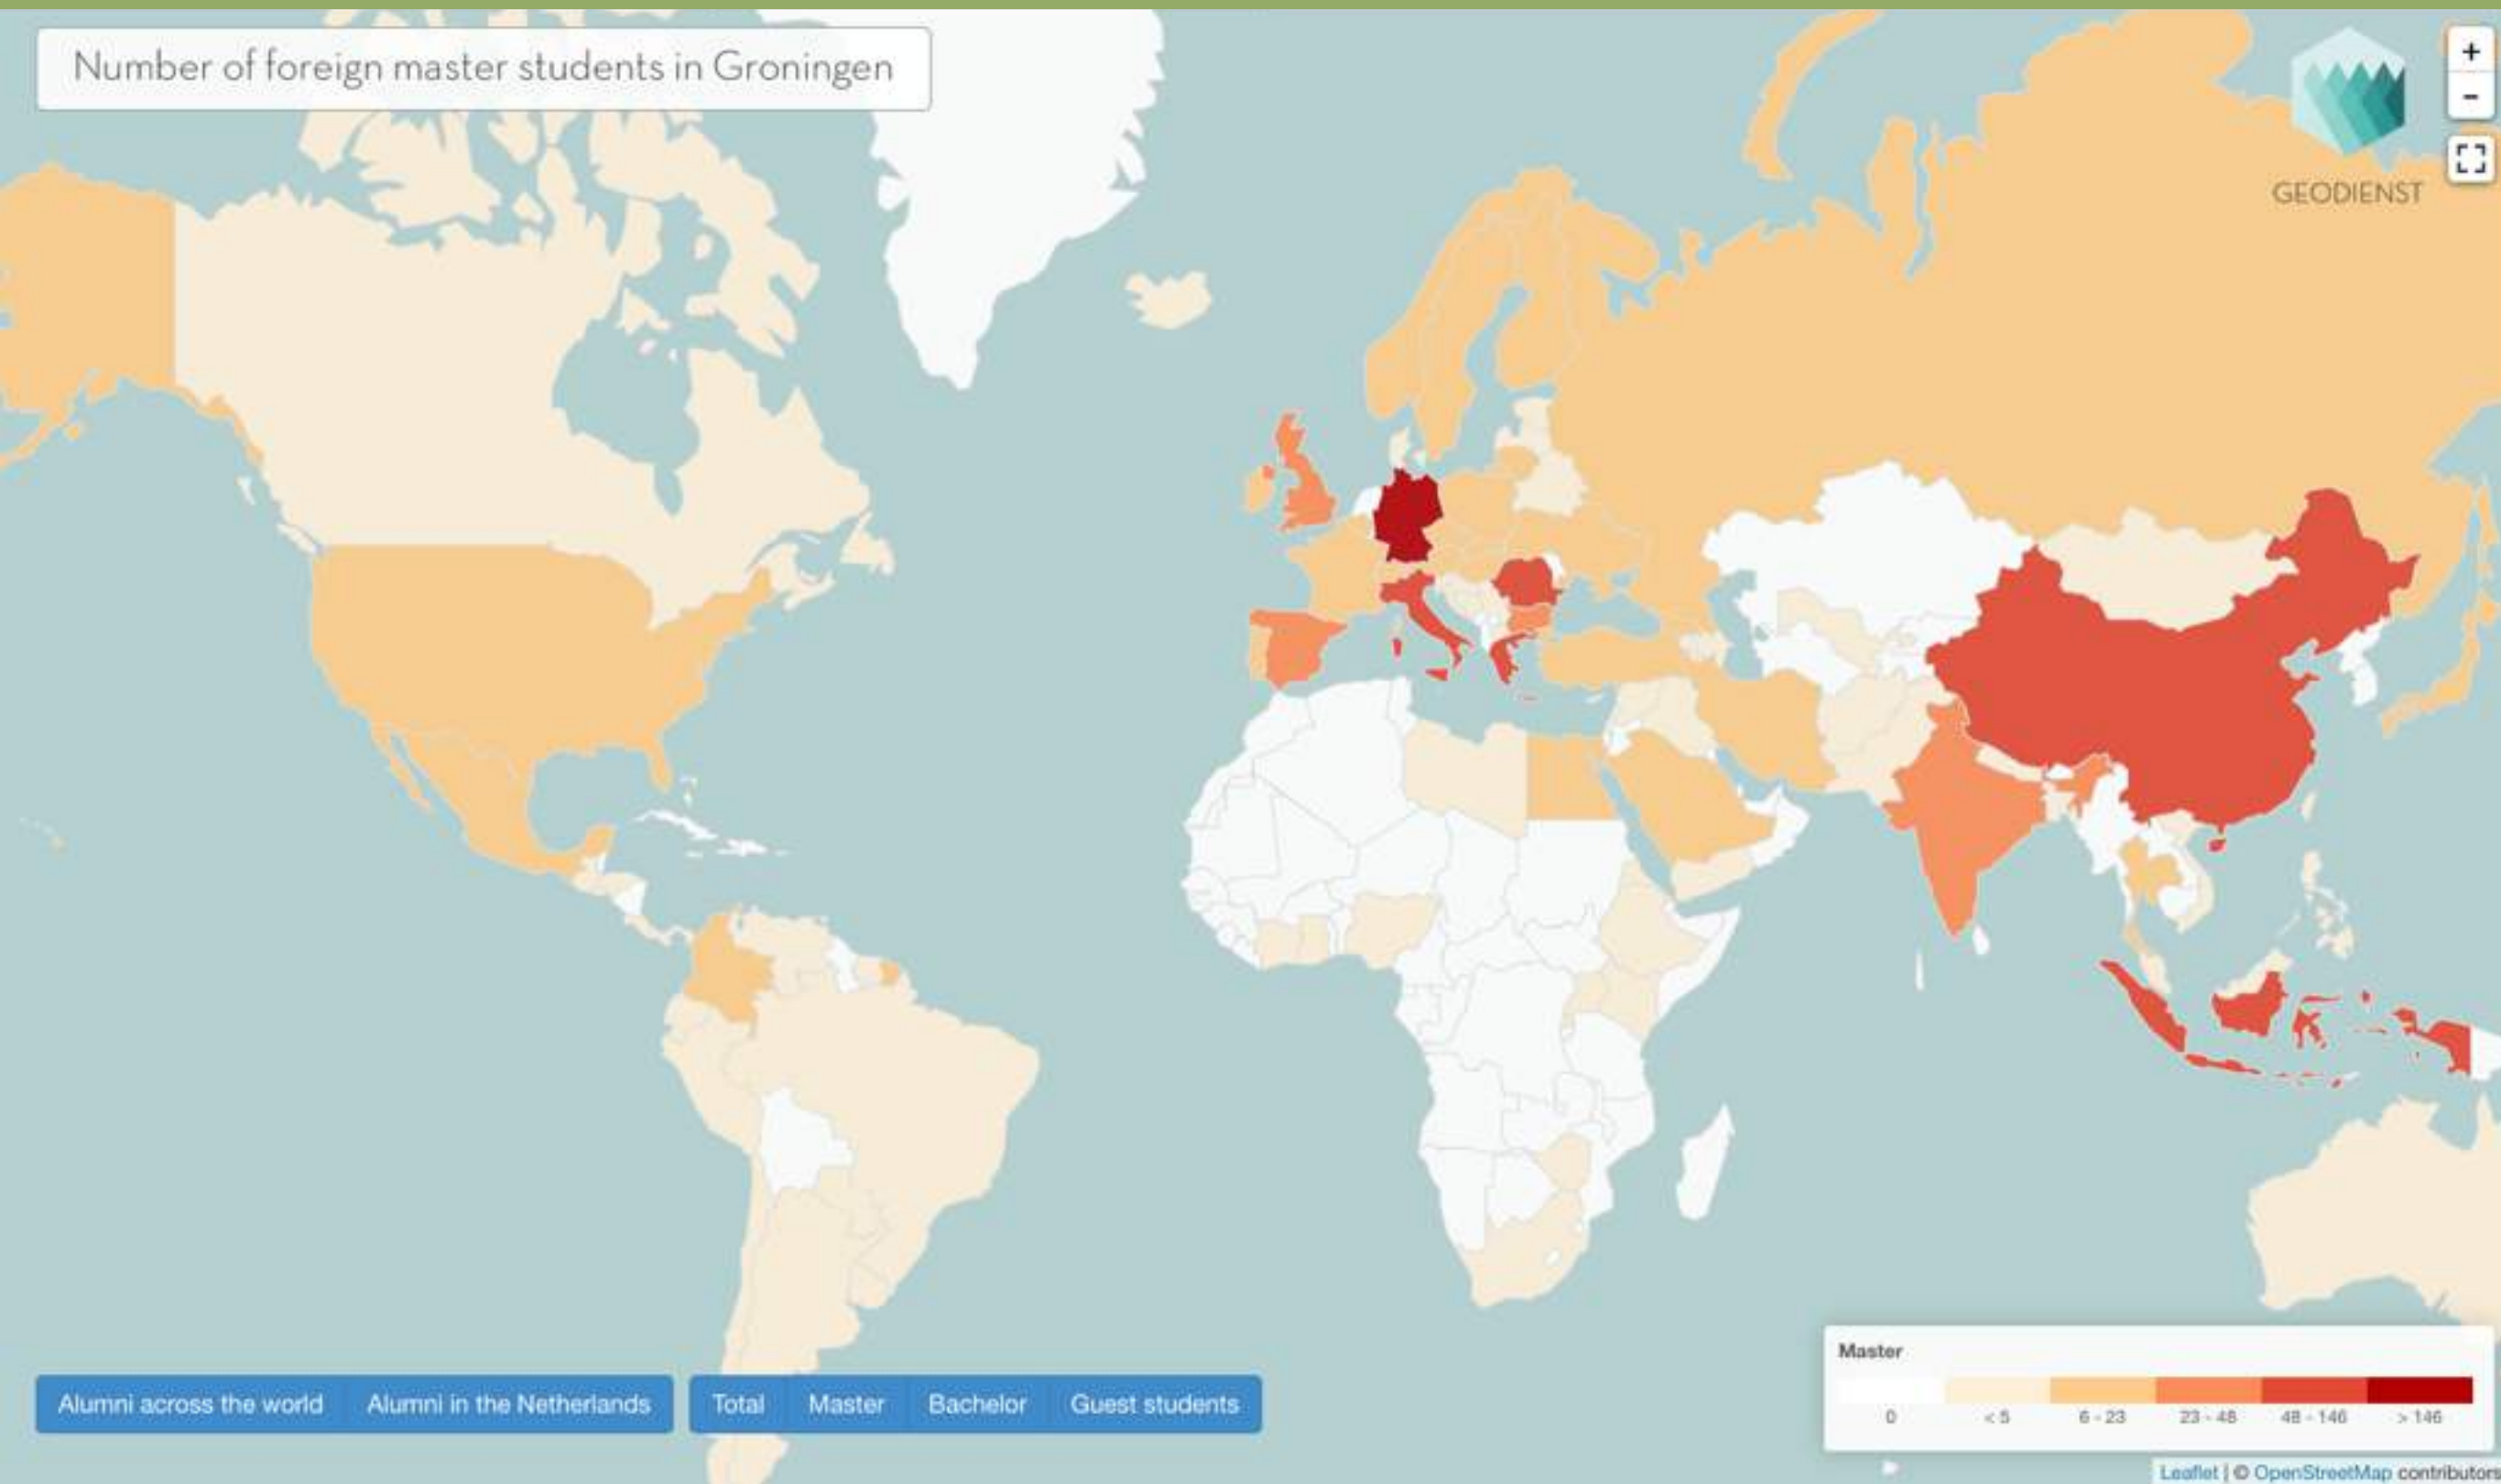 Number of foreign master students in Groningen
+
-
GEODIENST
Master
0 < 5 6 - 23 23 - 48 48 - 146 > 146
Alumni across the world Alumni in the Netherlands Total Master Bachelor Guest students
Leaflet | © OpenStreetMap contributors